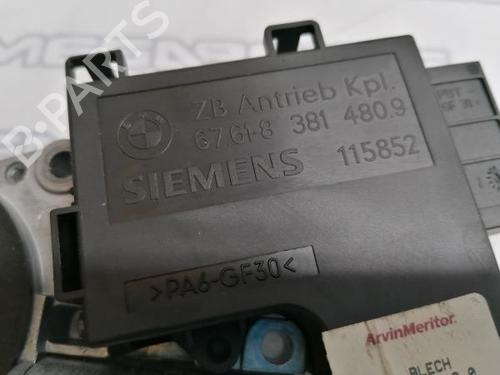 B-PARTS
ZB Antrieb Kpl.
67.61-8 381 480.9
SIEMENS 115852
>PA6-GF30<
ArvinMeritor.
BLECH